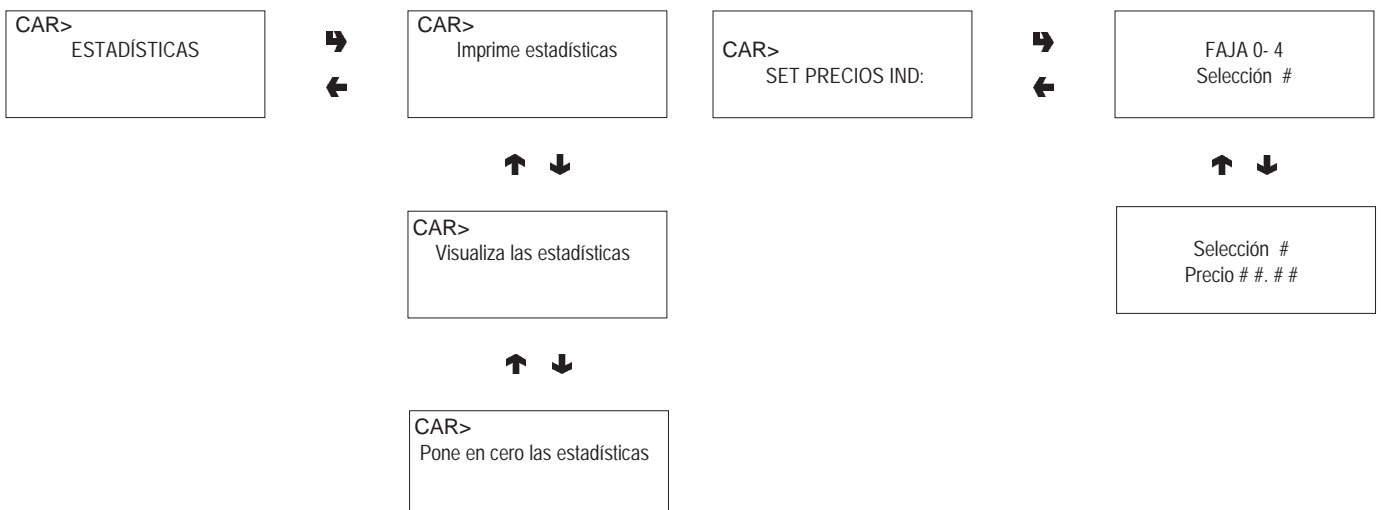 CAR>
ESTADÍSTICAS
CAR>
Imprime estadísticas
CAR>
Visualiza las estadísticas
CAR>
Pone en cero las estadísticas
CAR>
SET PRECIOS IND:
FAJA 0- 4
Selección #
Selección #
Precio # #. # #